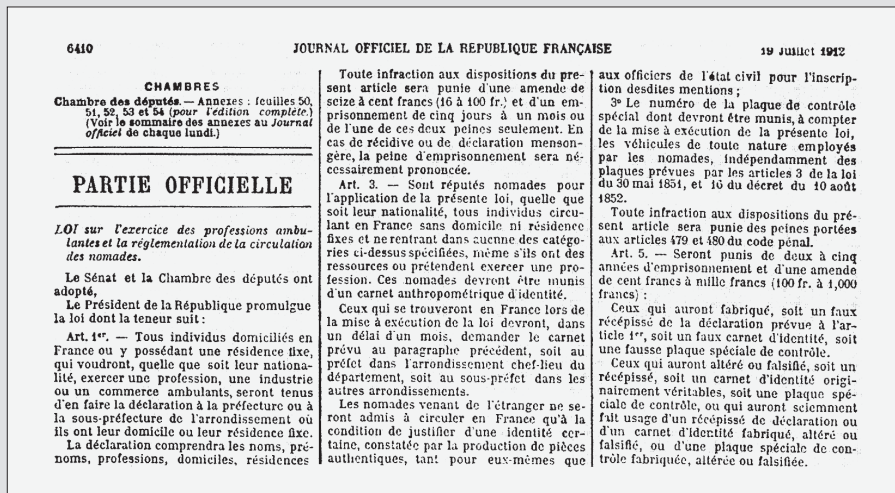 6410
JOURNAL OFFICIEL DE LA REPUBLIQUE FRANÇAISE
19 Juillet 1912
CHAMBRES
Chambre des députés. — Annexes : feuilles 50,
51, 52, 53 et 54 (pour l'édition complète.)
(Voir le sommaire des annexes au Journal
officiel de chaque lundi.)
PARTIE OFFICIELLE
LOI sur l'exercice des professions ambu-
lantes et la réglementation de la circulation
des nomades.
Le Sénat et la Chambre des députés ont
adopté,
Le Président de la République promulgue
la loi dont la teneur suit :
Art. 1er. — Tous individus domiciliés en
France ou y possédant une résidence fixe,
qui voudront, quelle que soit leur nationa-
lité, exercer une profession, une industrie
ou un commerce ambulants, seront tenus
d'en faire la déclaration à la préfecture ou à
la sous-préfecture de l'arrondissement où
ils ont leur domicile ou leur résidence fixe.
La déclaration comprendra les noms, pré-
noms, professions, domiciles, résidences
Toute infraction aux dispositions du pre-
sent article sera punie d'une amende de
seize à cent francs (16 à 100 fr.) et d'un em-
prisonnement de cinq jours à un mois ou
de l'une de ces deux peines seulement. En
cas de récidive ou de déclaration menson-
gère, la peine d'emprisonnement sera né-
cessairement prononcée.
Art. 3. — Sont réputés nomades pour
l'application de la présente loi, quelle que
soit leur nationalité, tous individus circu-
lant en France sans domicile ni résidence
fixes et ne rentrant dans aucune des catégo-
ries ci-dessus spécifiées, même s'ils ont des
ressources ou prétendent exercer une pro-
fession. Ces nomades devront être munis
d'un carnet anthropométrique d'identité.
Ceux qui se trouveront en France lors de
la mise à exécution de la loi devront, dans
un délai d'un mois, demander le carnet
prévu au paragraphe précédent, soit au
préfet dans l'arrondissement chef-lieu du
département, soit au sous-préfet dans les
autres arrondissements.
Les nomades venant de l'étranger ne se-
ront admis à circuler en France qu'à la
condition de justifier d'une identité cer-
taine, constatée par la production de pièces
authentiques, tant pour eux-mêmes que
aux officiers de l'état civil pour l'inscrip-
tion desdites mentions ;
3° Le numéro de la plaque de contrôle
spécial dont devront être munis, à compter
de la mise à exécution de la présente loi,
les véhicules de toute nature employés
par les nomades, indépendamment des
plaques prévues par les articles 3 de la loi
du 30 mai 1851, et 16 du décret du 10 août
1852.
Toute infraction aux dispositions du pré-
sent article sera punie des peines portées
aux articles 479 et 480 du code pénal.
Art. 5. — Seront punis de deux à cinq
années d'emprisonnement et d'une amende
de cent francs à mille francs (100 fr. à 1,000
francs) :
Ceux qui auront fabriqué, soit un faux
récépissé de la déclaration prévue à l'ar-
ticle 1er, soit un faux carnet d'identité, soit
une fausse plaque spéciale de contrôle.
Ceux qui auront altéré ou falsifié, soit un
récépissé, soit un carnet d'identité origi-
nairement véritables, soit une plaque spé-
ciale de contrôle, ou qui auront sciemment
fait usage d'un récépissé de déclaration ou
d'un carnet d'identité fabriqué, altéré ou
falsifié, ou d'une plaque spéciale de con-
trôle fabriquée, altérée ou falsifiée.